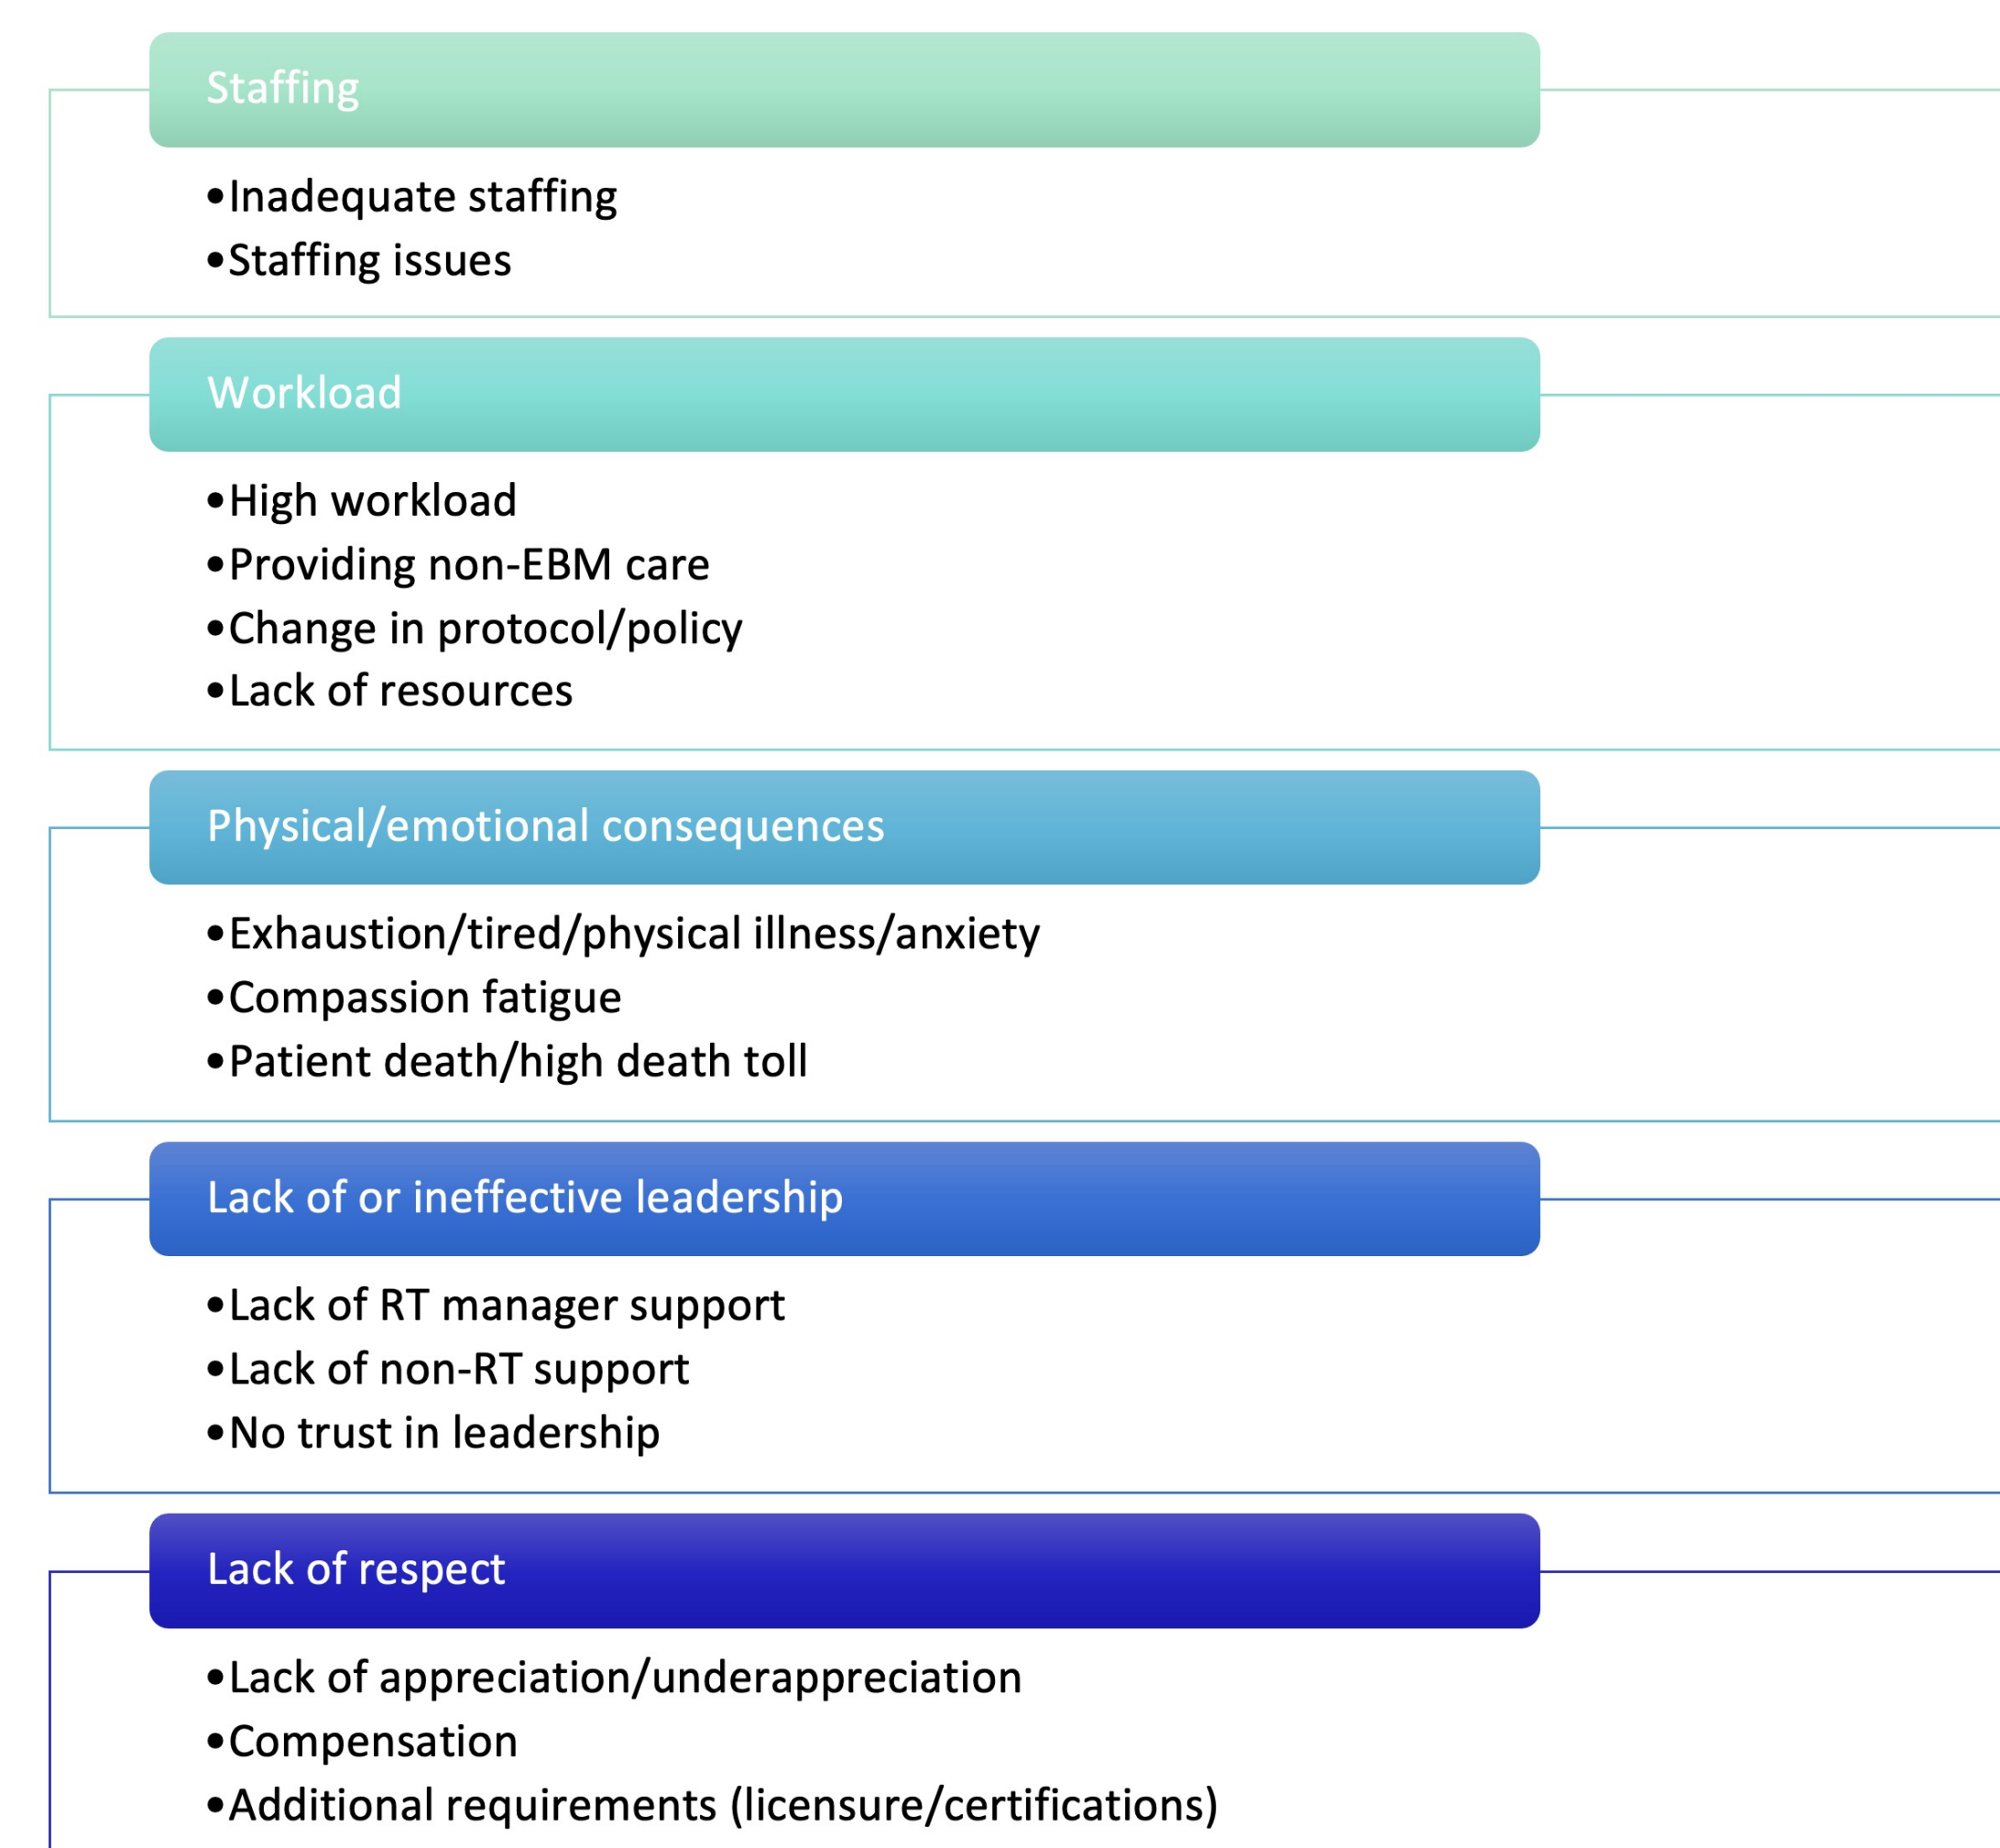 Staffing
•Inadequate staffing
•Staffing issues
Workload
•High workload
•Providing non-EBM care
•Change in protocol/policy
•Lack of resources
Physical/emotional consequences
•Exhaustion/tired/physical illness/anxiety
•Compassion fatigue
•Patient death/high death toll
Lack of or ineffective leadership
•Lack of RT manager support
•Lack of non-RT support
•No trust in leadership
Lack of respect
•Lack of appreciation/underappreciation
•Compensation
•Additional requirements (licensure/certifications)